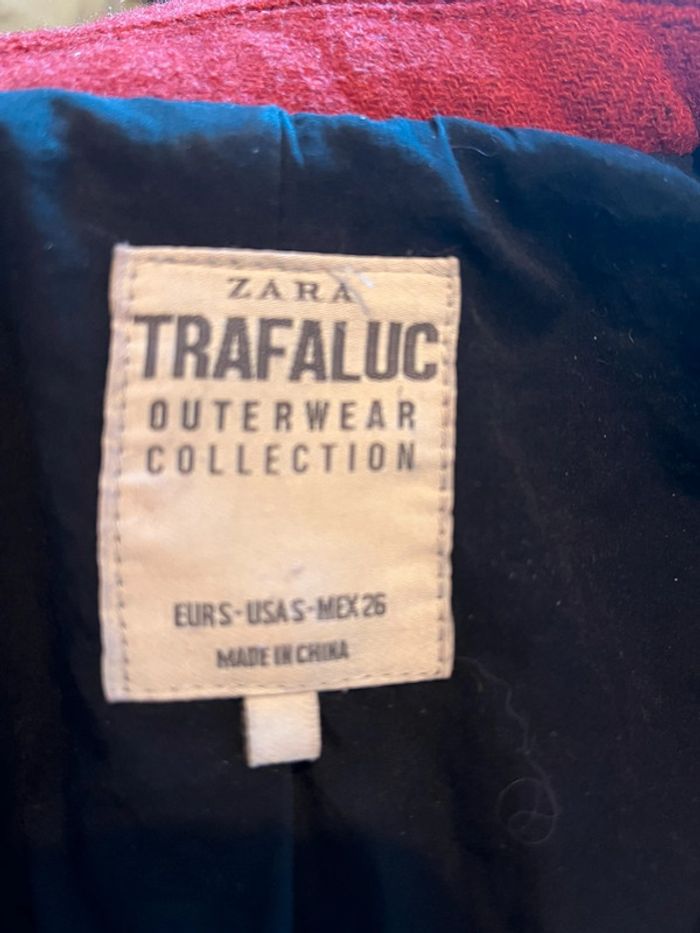 ZARA
TRAFALUC
OUTERWEAR
COLLECTION
EUR S - USA S - MEX 26
MADE IN CHINA